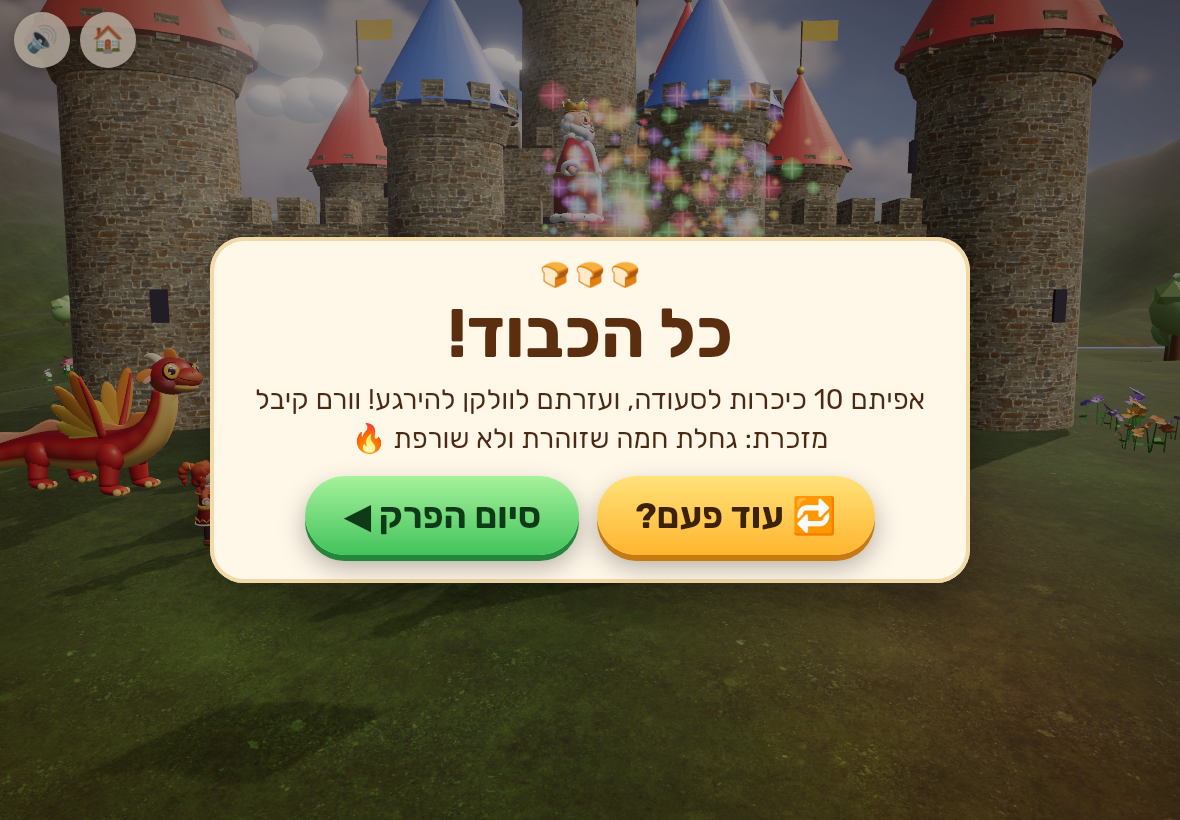 🍞🍞🍞
כל הכבוד!
אפיתם 10 כיכרות לסעודה, ועזרתם לוולקן להירגע! וורם קיבל
מזכרת: גחלת חמה שזוהרת ולא שורפת 🔥
🔁 עוד פעם?
סיום הפרק ◀